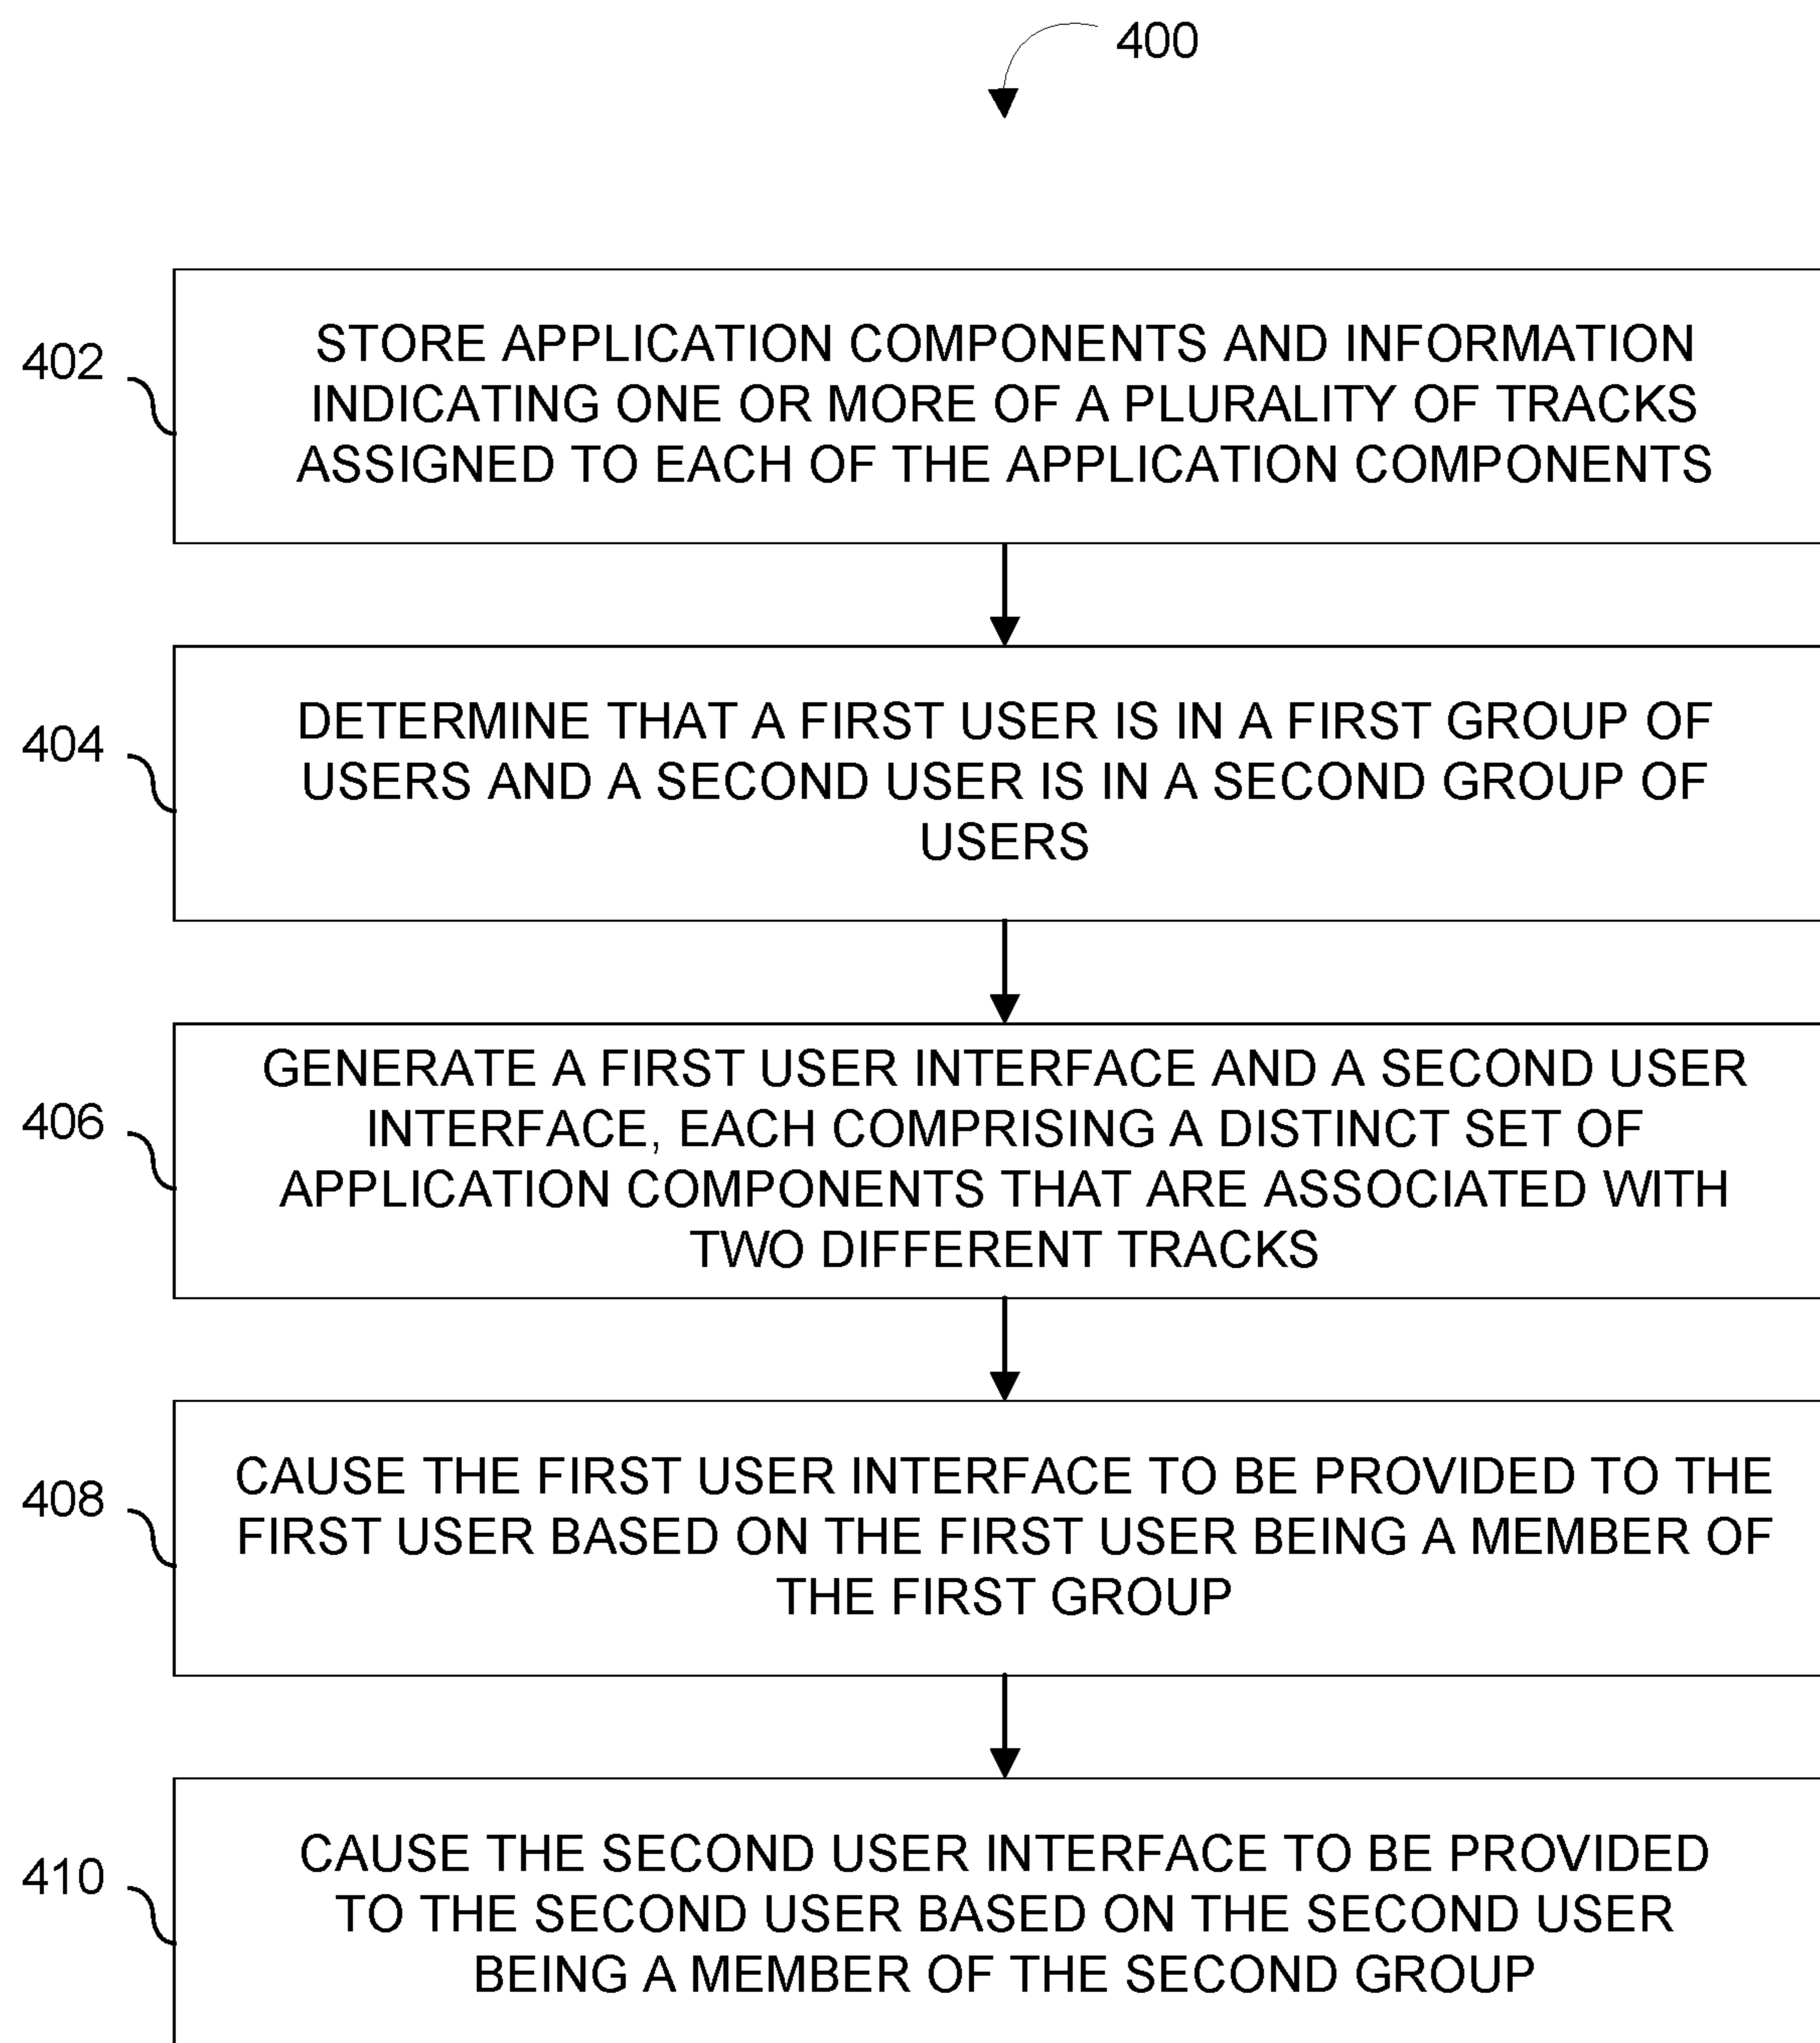 400
402
STORE APPLICATION COMPONENTS AND INFORMATION
INDICATING ONE OR MORE OF A PLURALITY OF TRACKS
ASSIGNED TO EACH OF THE APPLICATION COMPONENTS
404
DETERMINE THAT A FIRST USER IS IN A FIRST GROUP OF
USERS AND A SECOND USER IS IN A SECOND GROUP OF
USERS
406
GENERATE A FIRST USER INTERFACE AND A SECOND USER
INTERFACE, EACH COMPRISING A DISTINCT SET OF
APPLICATION COMPONENTS THAT ARE ASSOCIATED WITH
TWO DIFFERENT TRACKS
408
CAUSE THE FIRST USER INTERFACE TO BE PROVIDED TO THE
FIRST USER BASED ON THE FIRST USER BEING A MEMBER OF
THE FIRST GROUP
410
CAUSE THE SECOND USER INTERFACE TO BE PROVIDED
TO THE SECOND USER BASED ON THE SECOND USER
BEING A MEMBER OF THE SECOND GROUP